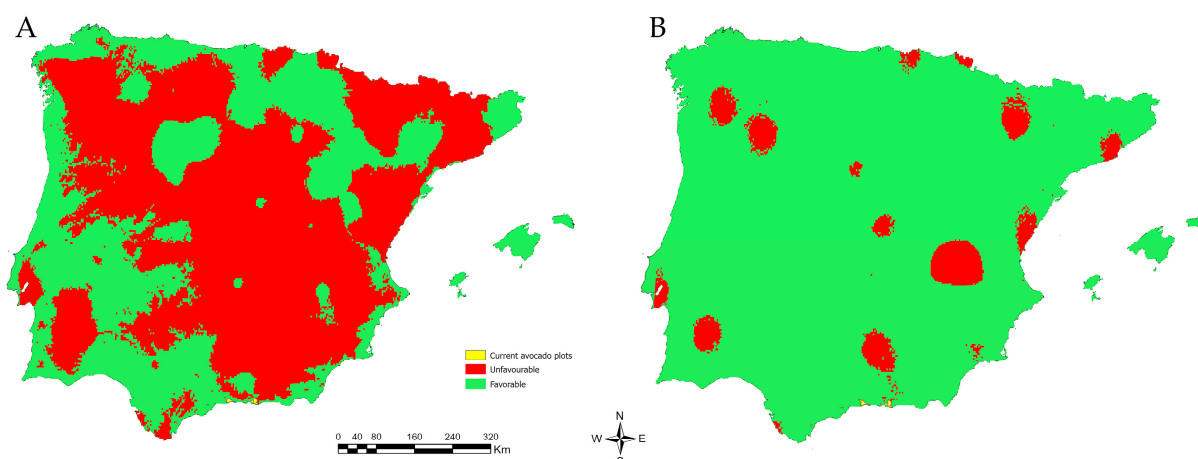 A
B
Current avocado plots
Unfavourable
Favorable
0 40 80 160 240 320
Km
N
W E
S